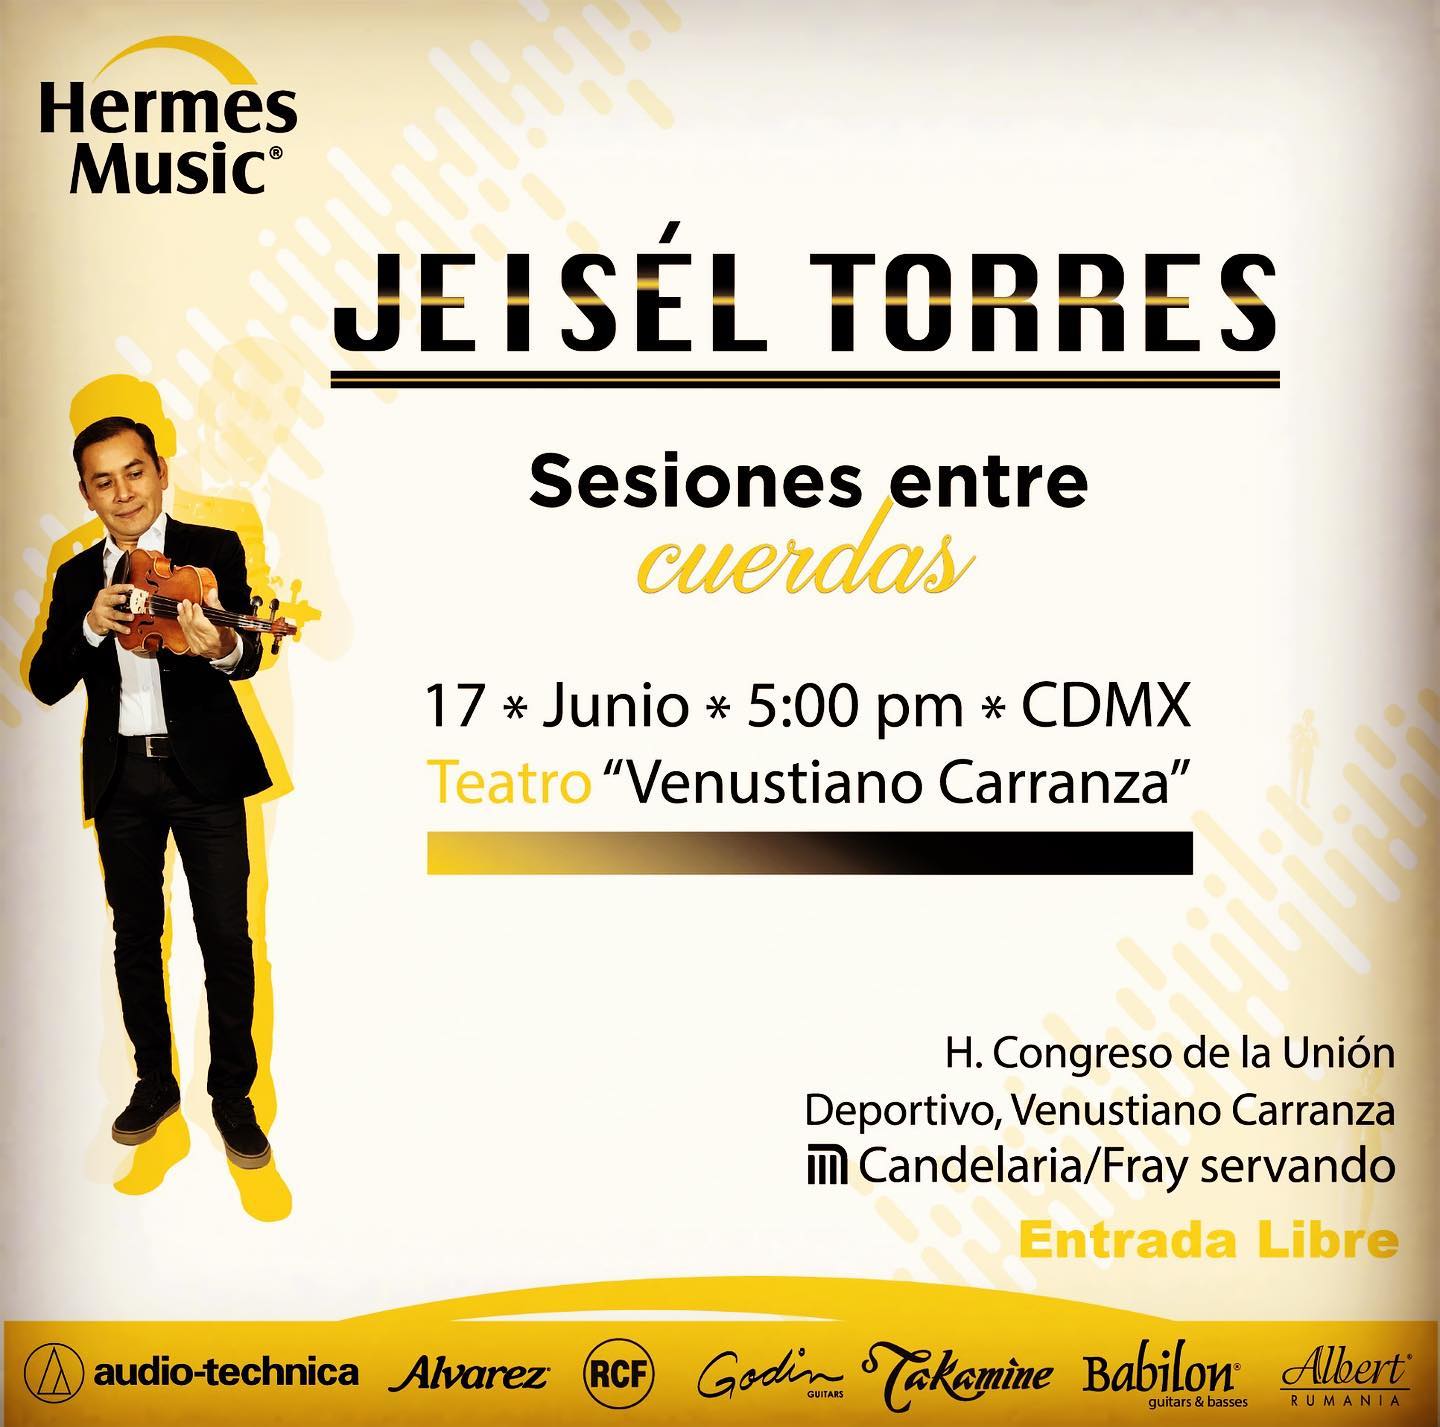 Hermes
Music®
JEISÉL TORRES
Sesiones entre
cuerdas
17 * Junio * 5:00 pm * CDMX
Teatro “Venustiano Carranza”
H. Congreso de la Unión
Deportivo, Venustiano Carranza
Candelaria/Fray servando
Entrada Libre
audio-technica Alvarez® RCF Godin GUITARS Takamine Babilon® guitars & basses Albert® RUMANIA